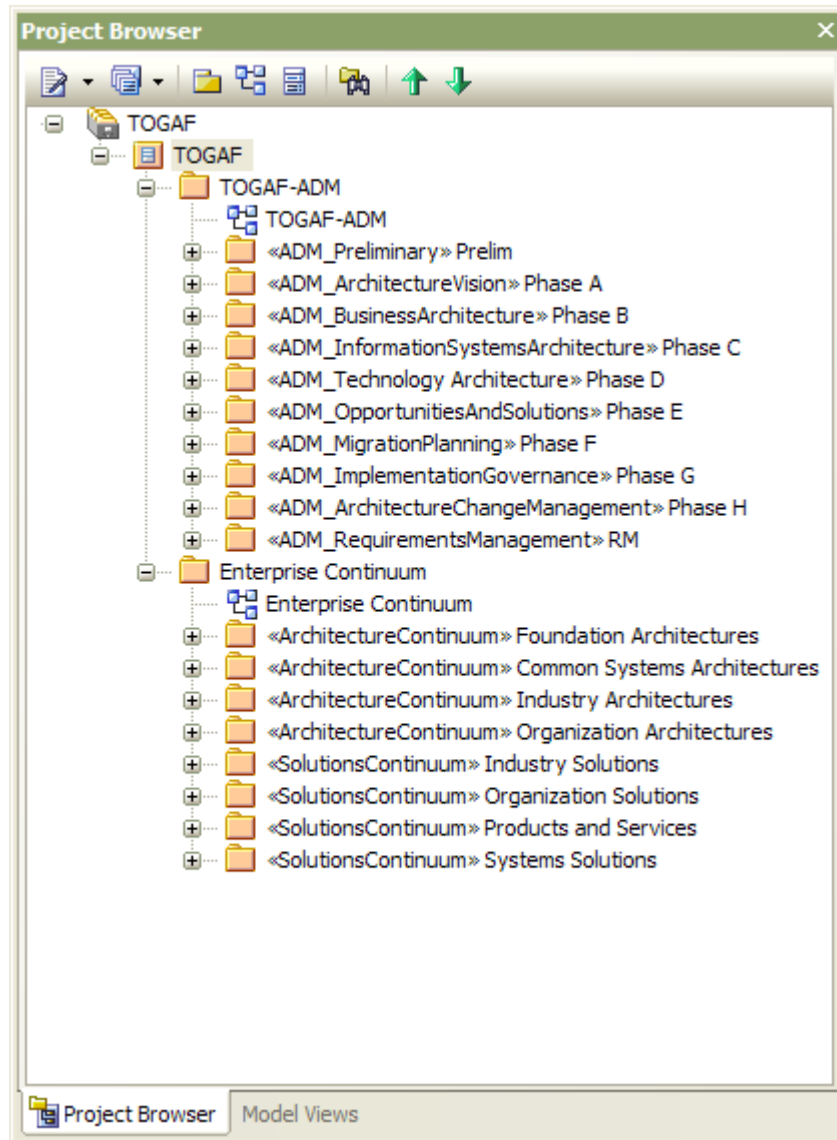 Project Browser
TOGAF
TOGAF
TOGAF-ADM
TOGAF-ADM
«ADM_Preliminary» Prelim
«ADM_ArchitectureVision» Phase A
«ADM_BusinessArchitecture» Phase B
«ADM_InformationSystemsArchitecture» Phase C
«ADM_Technology Architecture» Phase D
«ADM_OpportunitiesAndSolutions» Phase E
«ADM_MigrationPlanning» Phase F
«ADM_ImplementationGovernance» Phase G
«ADM_ArchitectureChangeManagement» Phase H
«ADM_RequirementsManagement» RM
Enterprise Continuum
Enterprise Continuum
«ArchitectureContinuum» Foundation Architectures
«ArchitectureContinuum» Common Systems Architectures
«ArchitectureContinuum» Industry Architectures
«ArchitectureContinuum» Organization Architectures
«SolutionsContinuum» Industry Solutions
«SolutionsContinuum» Organization Solutions
«SolutionsContinuum» Products and Services
«SolutionsContinuum» Systems Solutions
Project Browser Model Views